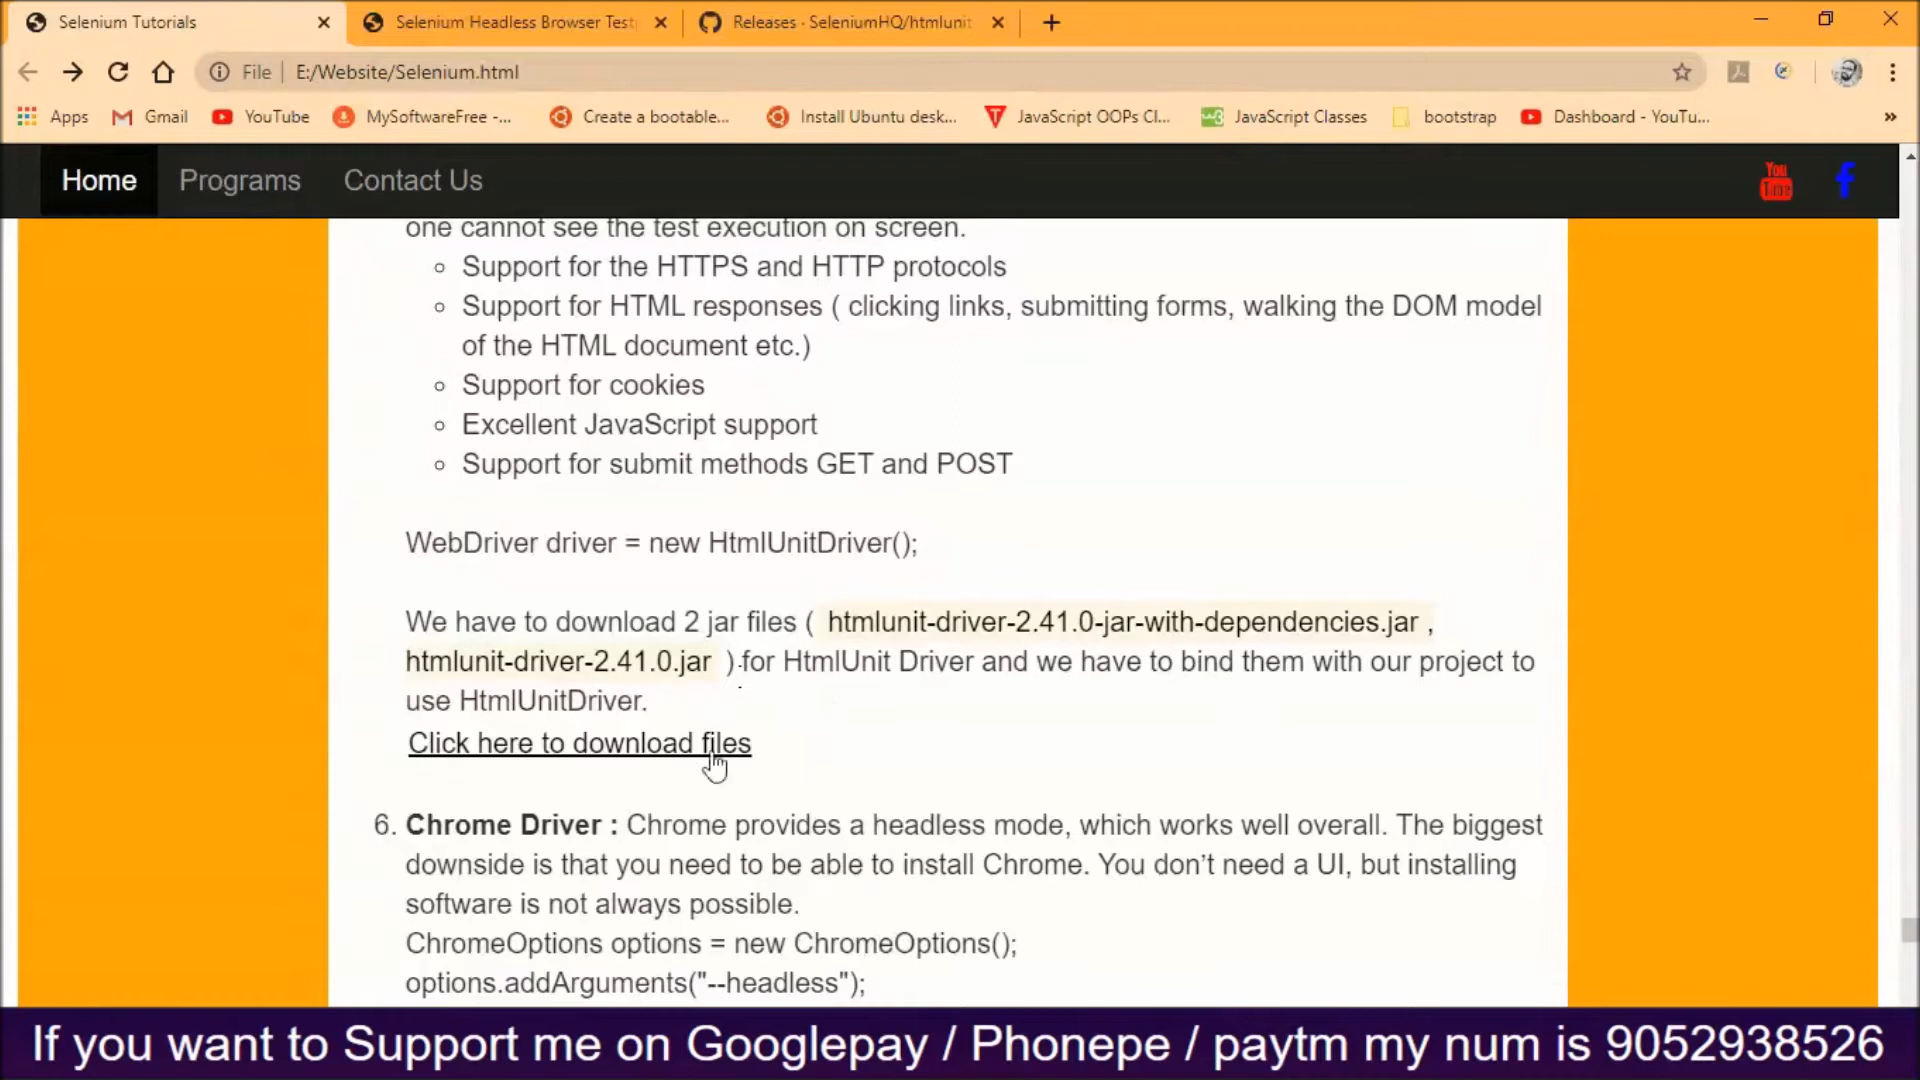 Selenium Tutorials
Selenium Headless Browser Test
Releases · SeleniumHQ/htmlunit
File E:/Website/Selenium.html
Apps Gmail YouTube MySoftwareFree -... Create a bootable... Install Ubuntu desk... JavaScript OOPs Cl... JavaScript Classes bootstrap Dashboard - YouTu... »
Home Programs Contact Us You Tube
one cannot see the test execution on screen.
Support for the HTTPS and HTTP protocols
Support for HTML responses ( clicking links, submitting forms, walking the DOM model
of the HTML document etc.)
Support for cookies
Excellent JavaScript support
Support for submit methods GET and POST
WebDriver driver = new HtmlUnitDriver();
We have to download 2 jar files ( htmlunit-driver-2.41.0-jar-with-dependencies.jar ,
htmlunit-driver-2.41.0.jar ) for HtmlUnit Driver and we have to bind them with our project to
use HtmlUnitDriver.
Click here to download files
6. Chrome Driver : Chrome provides a headless mode, which works well overall. The biggest
downside is that you need to be able to install Chrome. You don’t need a UI, but installing
software is not always possible.
ChromeOptions options = new ChromeOptions();
options.addArguments("--headless");
If you want to Support me on Googlepay / Phonepe / paytm my num is 9052938526